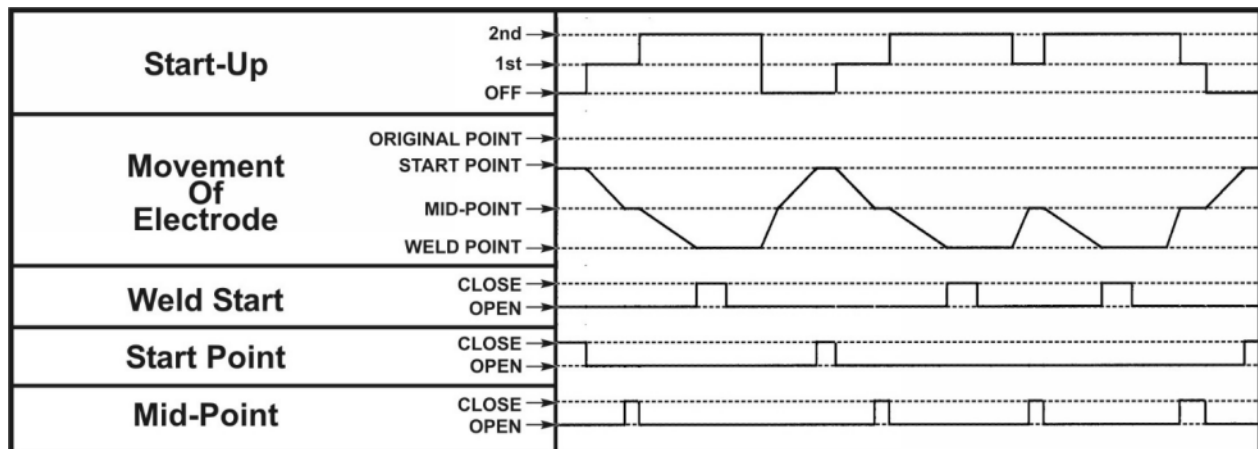 Start-Up
2nd
1st
OFF
Movement
Of
Electrode
ORIGINAL POINT
START POINT
MID-POINT
WELD POINT
Weld Start
CLOSE
OPEN
Start Point
CLOSE
OPEN
Mid-Point
CLOSE
OPEN